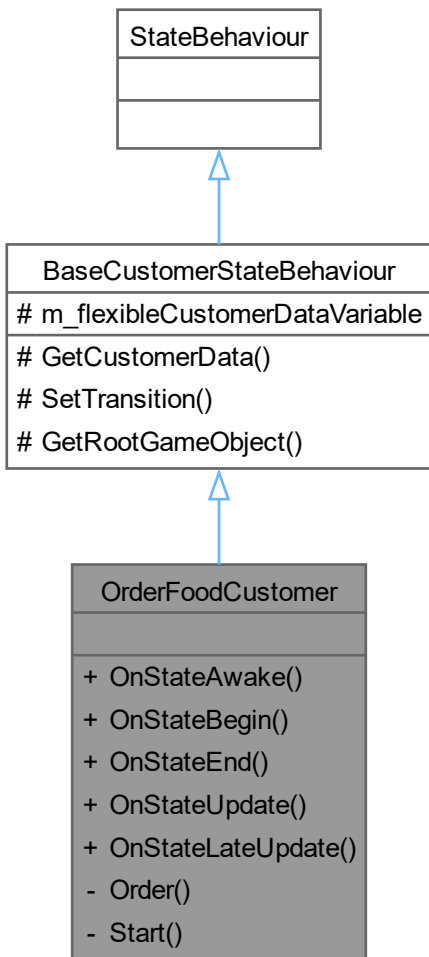 StateBehaviour
BaseCustomerStateBehaviour
# m_flexibleCustomerDataVariable
# GetCustomerData()
# SetTransition()
# GetRootGameObject()
OrderFoodCustomer
+ OnStateAwake()
+ OnStateBegin()
+ OnStateEnd()
+ OnStateUpdate()
+ OnStateLateUpdate()
- Order()
- Start()